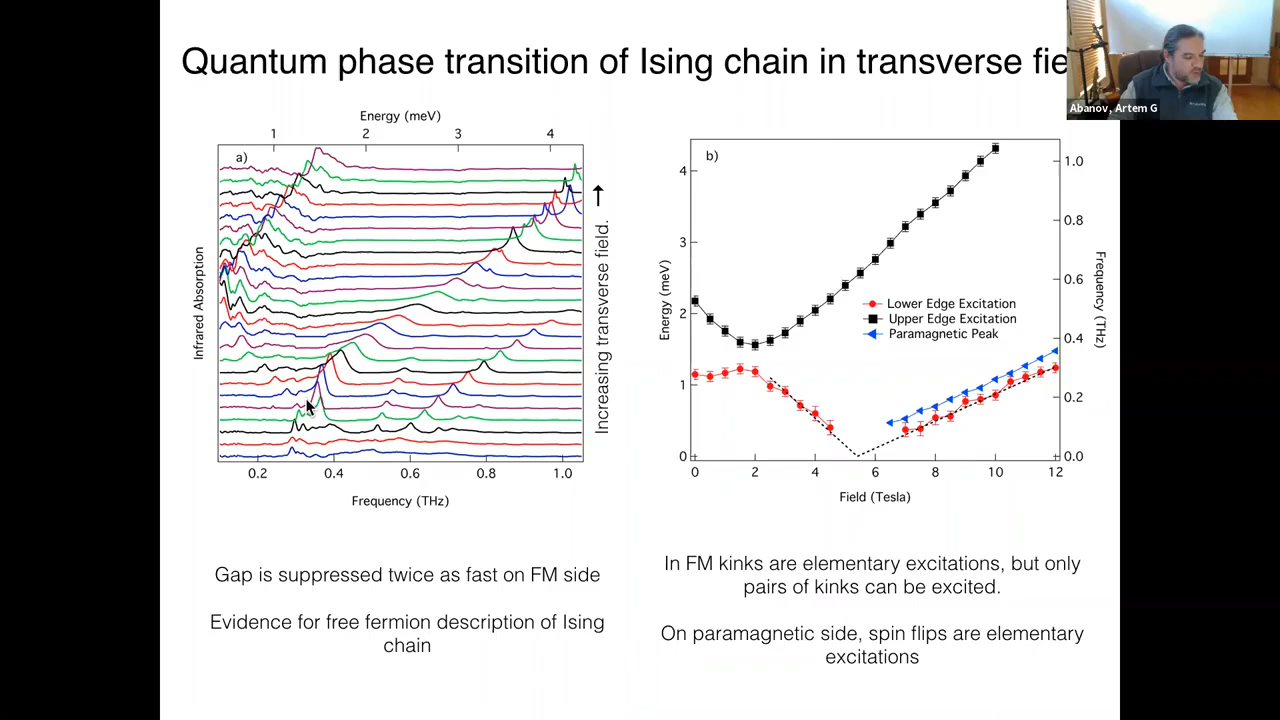 Quantum phase transition of Ising chain in transverse fie
Abanov, Artem G
Energy (meV)
1 2 3 4
a)
Infrared Absorption
Increasing transverse field.
0.2 0.4 0.6 0.8 1.0
Frequency (THz)
b)
Energy (meV)
4
3
2
1
0
Lower Edge Excitation
Upper Edge Excitation
Paramagnetic Peak
1.0
0.8
0.6
0.4
0.2
0.0
Frequency (THz)
0 2 4 6 8 10 12
Field (Tesla)
Gap is suppressed twice as fast on FM side
Evidence for free fermion description of Ising
chain
In FM kinks are elementary excitations, but only
pairs of kinks can be excited.
On paramagnetic side, spin flips are elementary
excitations